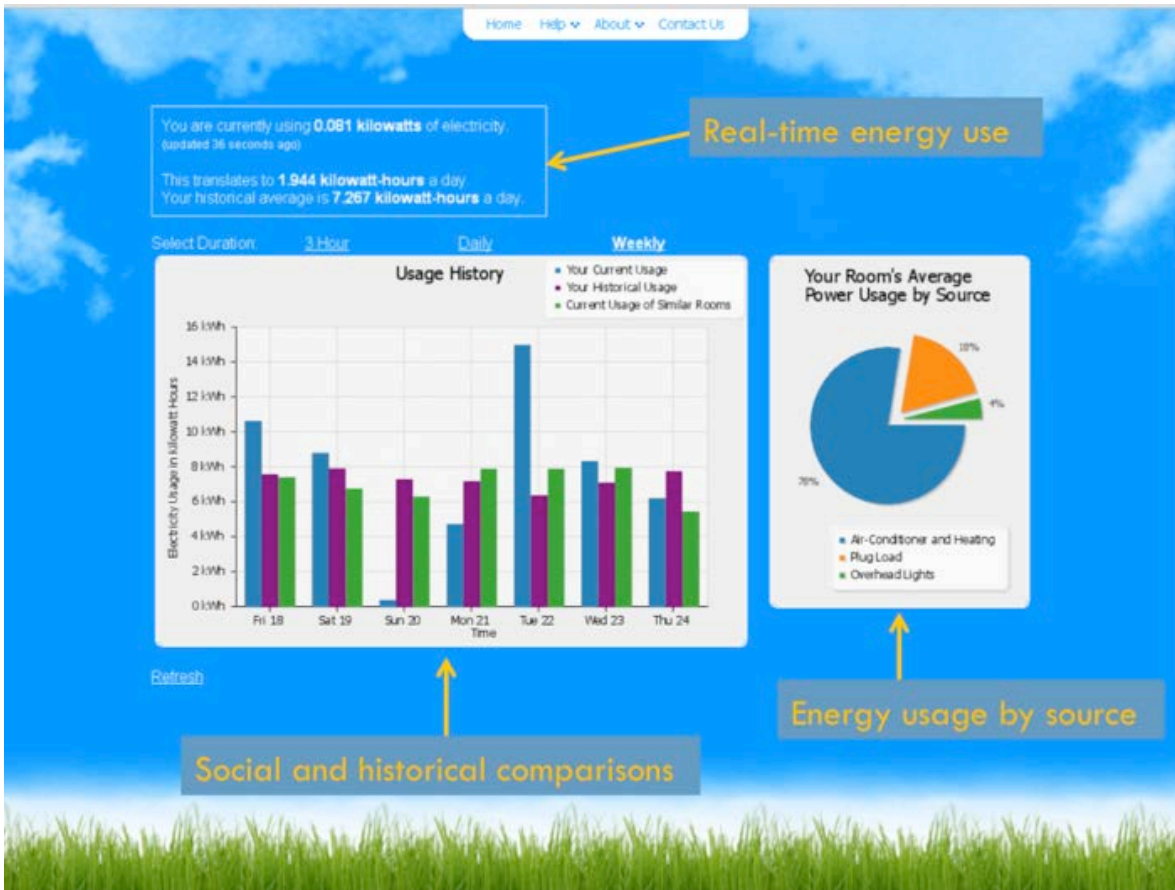 Home Help About Contact Us
You are currently using 0.081 kilowatts of electricity.
(updated 36 seconds ago)
This translates to 1.944 kilowatt-hours a day.
Your historical average is 7.267 kilowatt-hours a day.
Real-time energy use
Select Duration: 3 Hour Daily Weekly
Usage History
Your Current Usage
Your Historical Usage
Current Usage of Similar Rooms
Electricity Usage in Kilowatt Hours
16 kWh
14 kWh
12 kWh
10 kWh
8 kWh
6 kWh
4 kWh
2 kWh
0 kWh
Fri 18 Sat 19 Sun 20 Mon 21 Tue 22 Wed 23 Thu 24
Time
Your Room's Average
Power Usage by Source
18%
4%
78%
Air-Conditioner and Heating
Plug Load
Overhead Lights
Refresh
Social and historical comparisons
Energy usage by source